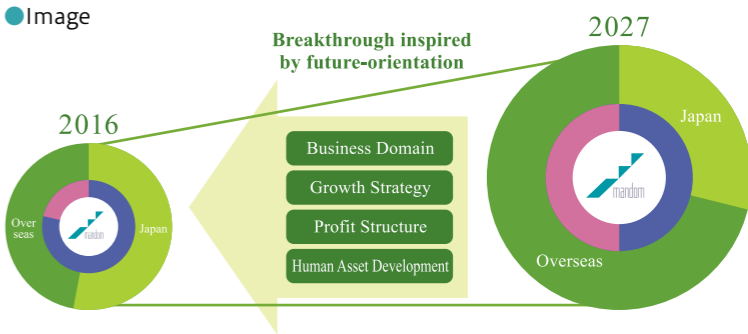 Image
Breakthrough inspired
by future-orientation
2016
Over
seas
Japan
mandom
Business Domain
Growth Strategy
Profit Structure
Human Asset Development
2027
Japan
Overseas
mandom